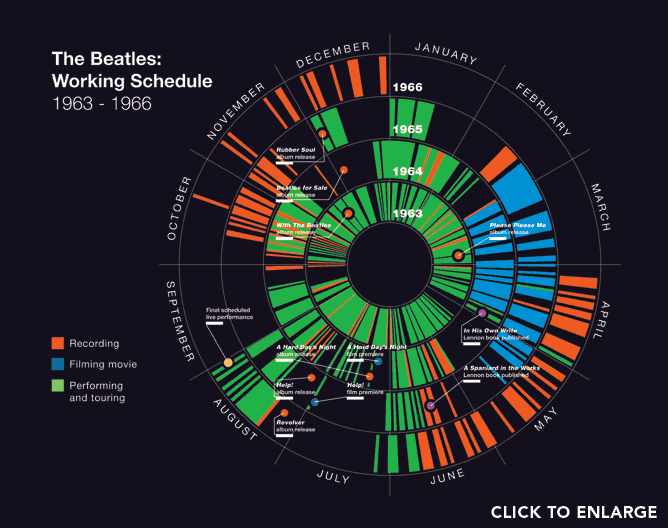 The Beatles:
Working Schedule
1963 - 1966
DECEMBER
JANUARY
NOVEMBER
FEBRUARY
1966
1965
Rubber Soul
album release
1964
Beatles for Sale
album release
OCTOBER
MARCH
1963
With The Beatles
album release
Please Please Me
album release
SEPTEMBER
APRIL
Final scheduled
live performance
In His Own Write
Lennon book published
Recording
Filming movie
Performing
and touring
A Hard Day's Night
album release
A Hard Day's Night
film premiere
A Spaniard in the Works
Lennon book published
Help!
album release
Help!
film premiere
AUGUST
MAY
Revolver
album release
JULY
JUNE
CLICK TO ENLARGE